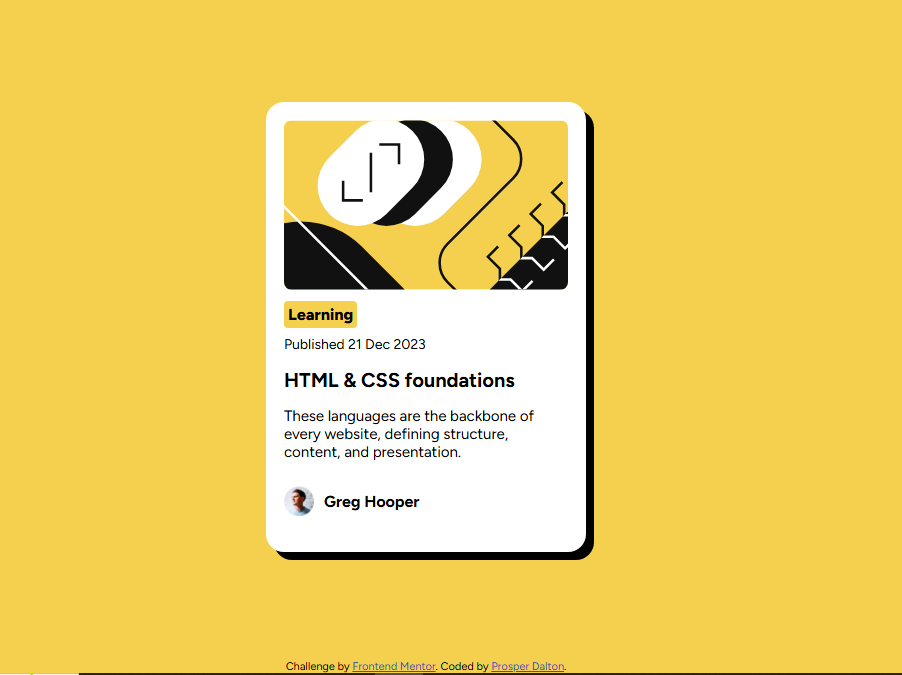 Learning
Published 21 Dec 2023
HTML & CSS foundations
These languages are the backbone of
every website, defining structure,
content, and presentation.
Greg Hooper
Challenge by Frontend Mentor. Coded by Prosper Dalton.